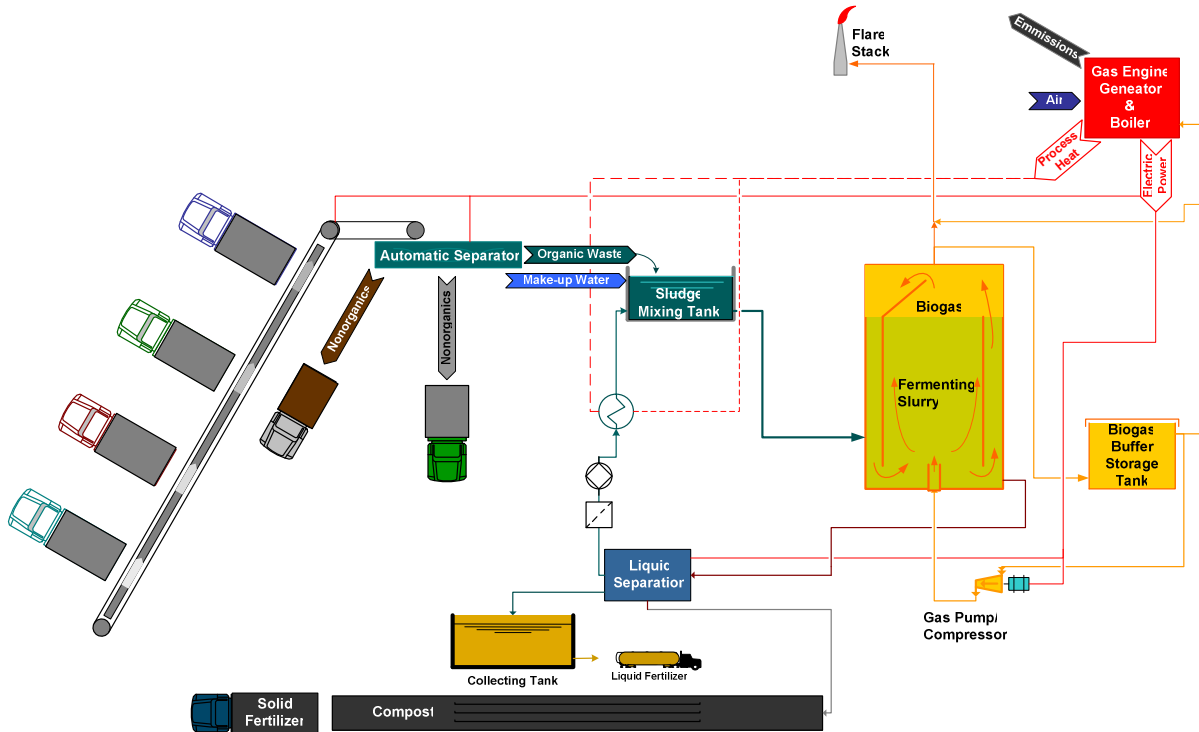 Flare
Stack
Emmissions
Gas Engine
Geneator
&
Boiler
Air
Process
Heat
Electric
Power
Automatic Separator
Organic Waste
Make-up Water
Sludge
Mixing Tank
Nonorganics
Nonorganics
Biogas
Fermenting
Slurry
Biogas
Buffer
Storage
Tank
Liquid
Separation
Gas Pump/
Compressor
Collecting Tank
Liquid Fertilizer
Solid
Fertilizer
Compost